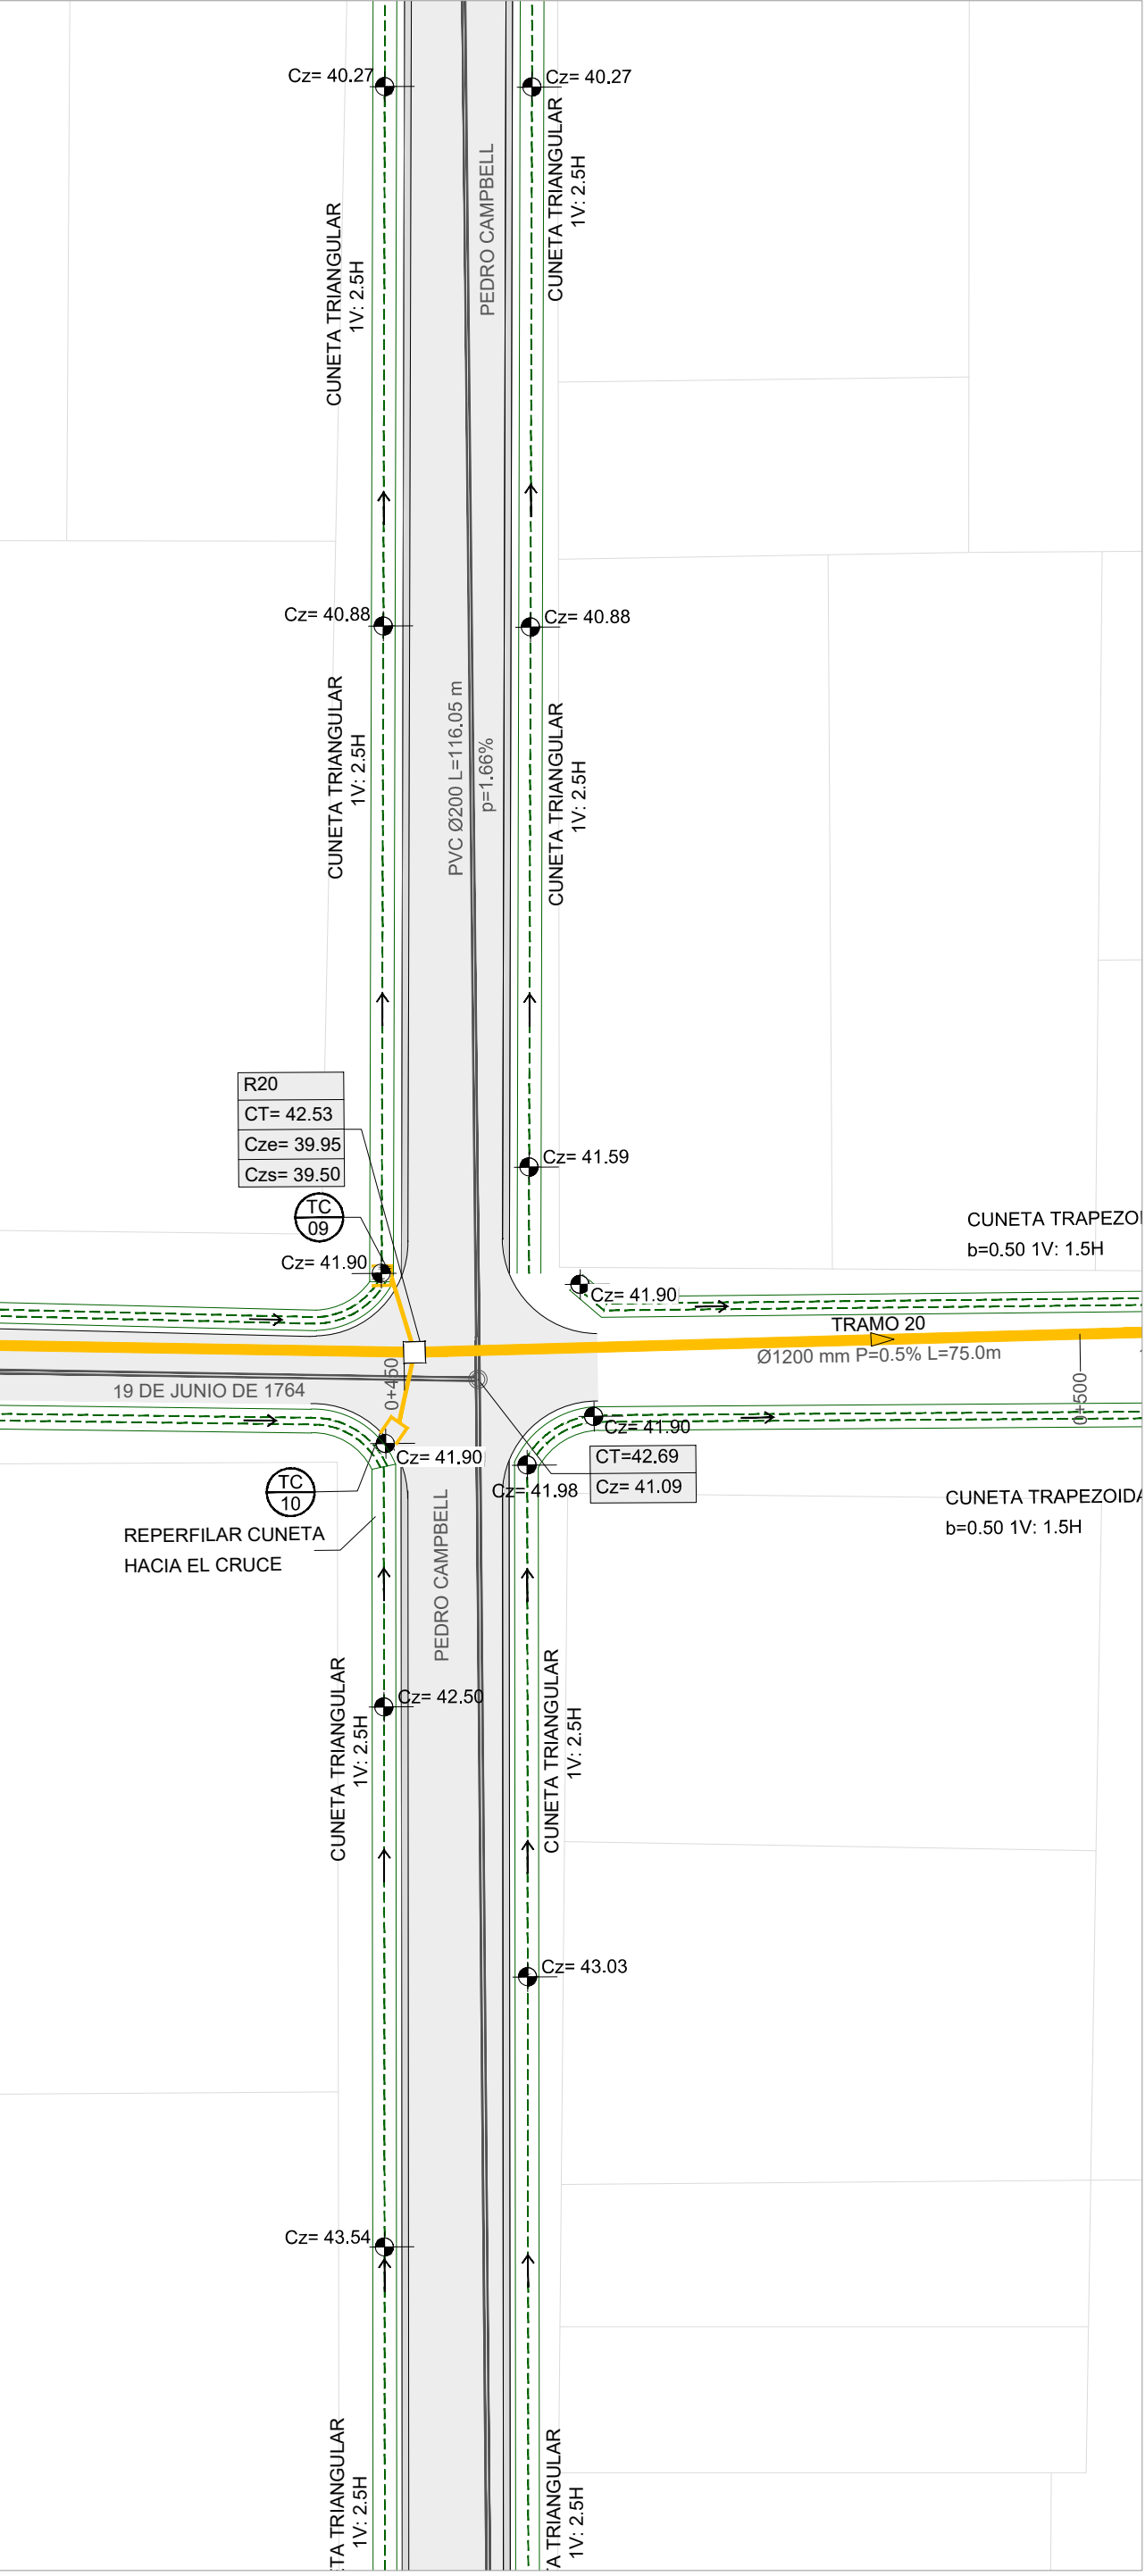 Cz= 40.27
Cz= 40.27
CUNETA TRIANGULAR
1V: 2.5H
PEDRO CAMPBELL
CUNETA TRIANGULAR
1V: 2.5H
Cz= 40.88
Cz= 40.88
CUNETA TRIANGULAR
1V: 2.5H
PVC Ø200 L=116.05 m
p=1.66%
CUNETA TRIANGULAR
1V: 2.5H
R20
CT= 42.53
Cze= 39.95
Czs= 39.50
TC
09
Cz= 41.59
Cz= 41.90
CUNETA TRAPEZOI
b=0.50 1V: 1.5H
Cz= 41.90
TRAMO 20
Ø1200 mm P=0.5% L=75.0m
19 DE JUNIO DE 1764
0+450
0+500
Cz= 41.90
Cz= 41.90
CT=42.69
Cz= 41.09
Cz= 41.98
TC
10
REPERFILAR CUNETA
HACIA EL CRUCE
PEDRO CAMPBELL
CUNETA TRAPEZOIDA
b=0.50 1V: 1.5H
Cz= 42.50
CUNETA TRIANGULAR
1V: 2.5H
CUNETA TRIANGULAR
1V: 2.5H
Cz= 43.03
Cz= 43.54
ETA TRIANGULAR
1V: 2.5H
A TRIANGULAR
1V: 2.5H